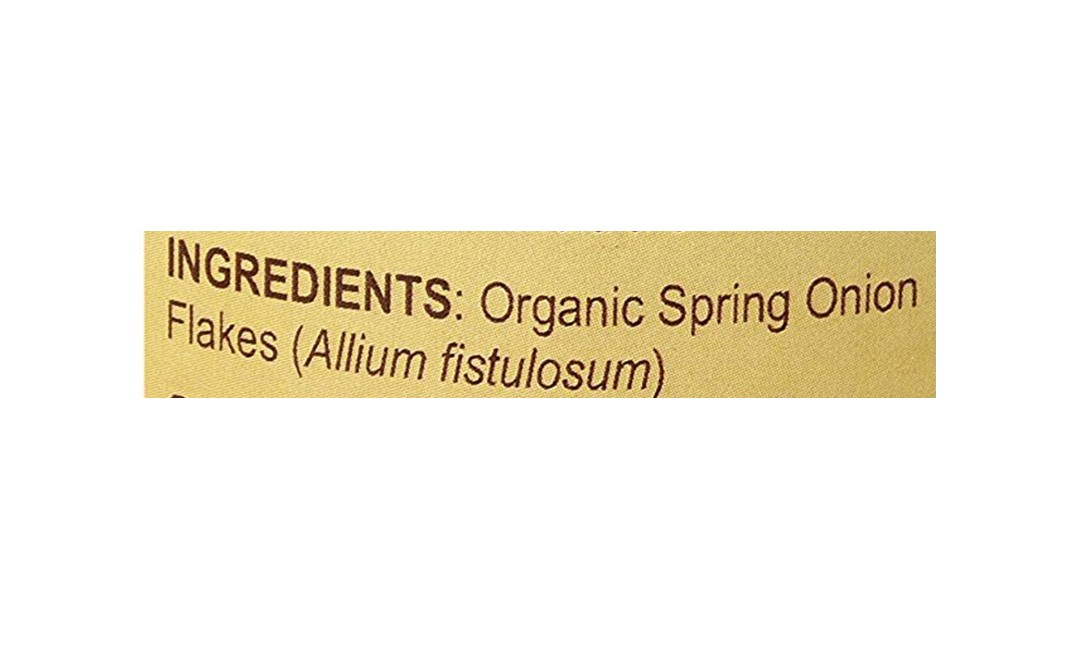 INGREDIENTS: Organic Spring Onion
Flakes (Allium fistulosum)